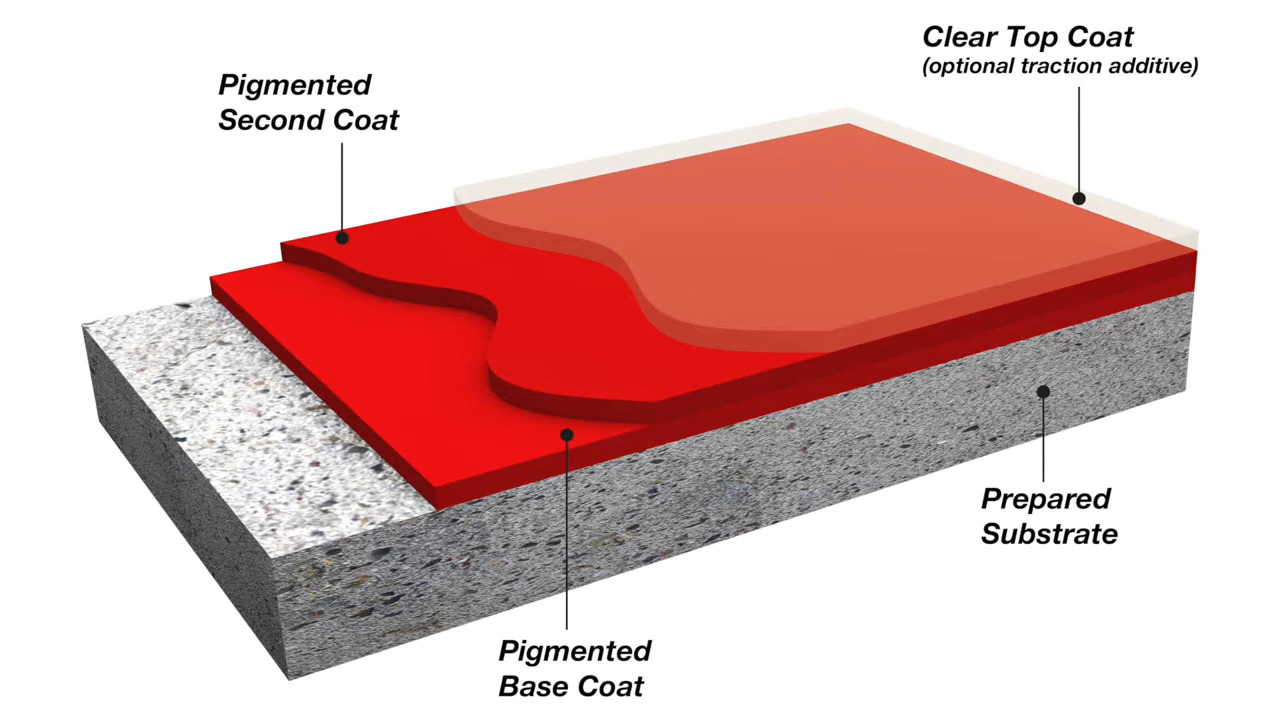 Clear Top Coat
(optional traction additive)
Pigmented
Second Coat
Prepared
Substrate
Pigmented
Base Coat